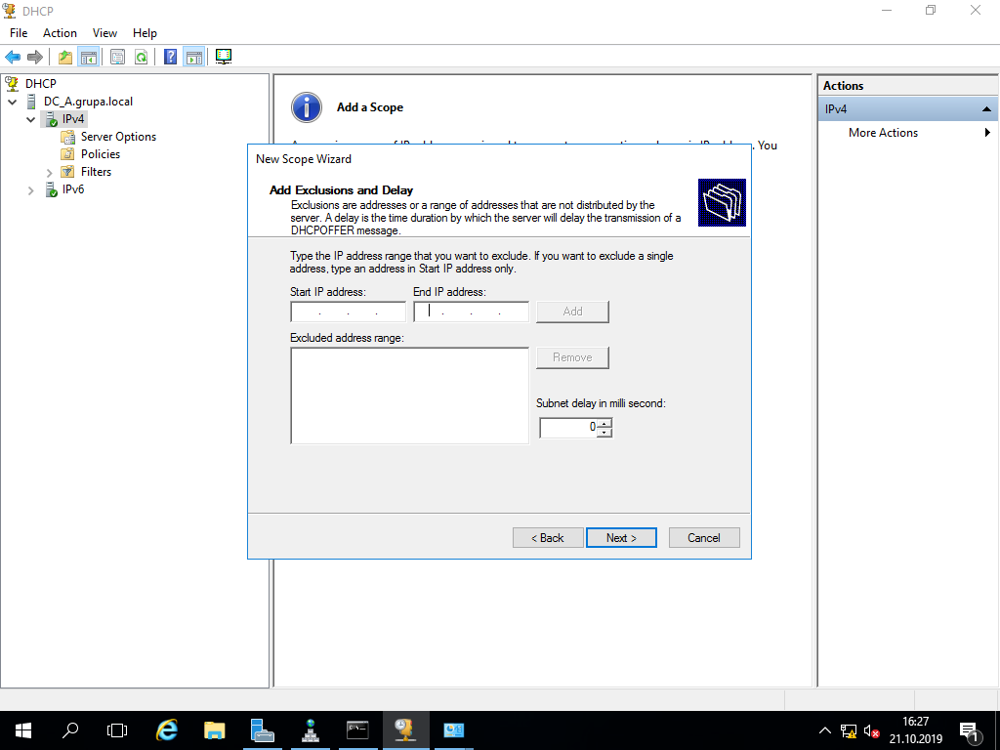 DHCP
File Action View Help
DHCP
DC_A.grupa.local
IPv4
Server Options
Policies
Filters
IPv6
Add a Scope
You
New Scope Wizard
Add Exclusions and Delay
Exclusions are addresses or a range of addresses that are not distributed by the
server. A delay is the time duration by which the server will delay the transmission of a
DHCPOFFER message.
Type the IP address range that you want to exclude. If you want to exclude a single
address, type an address in Start IP address only.
Start IP address: End IP address:
. . . . . . Add
Excluded address range:
Remove
Subnet delay in milli second:
0
< Back Next > Cancel
Actions
IPv4
More Actions
16:27
21.10.2019
1